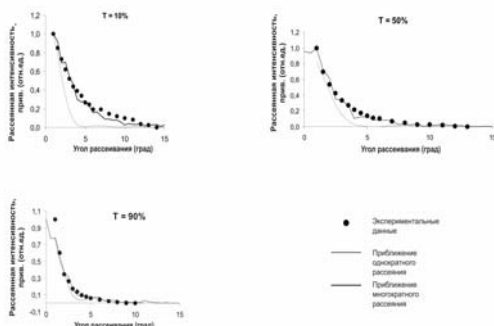 T = 10%
Рассеянная интенсивность,
прив. (отн.ед.)
1,2
1,0
0,8
0,6
0,4
0,2
0,0
0
5
10
15
Угол рассеивания (град)
T = 50%
Рассеянная интенсивность,
прив. (отн.ед.)
1,2
1,0
0,8
0,6
0,4
0,2
0,0
0
5
10
15
Угол рассеивания (град)
T = 90%
Рассеянная интенсивность,
прив. (отн.ед.)
1,1
0,9
0,7
0,5
0,3
0,1
-0,1
0
5
10
15
Угол рассеивания (град)
Экспериментальные
данные
Приближение
однократного
рассеяния
Приближение
многократного
рассеяния